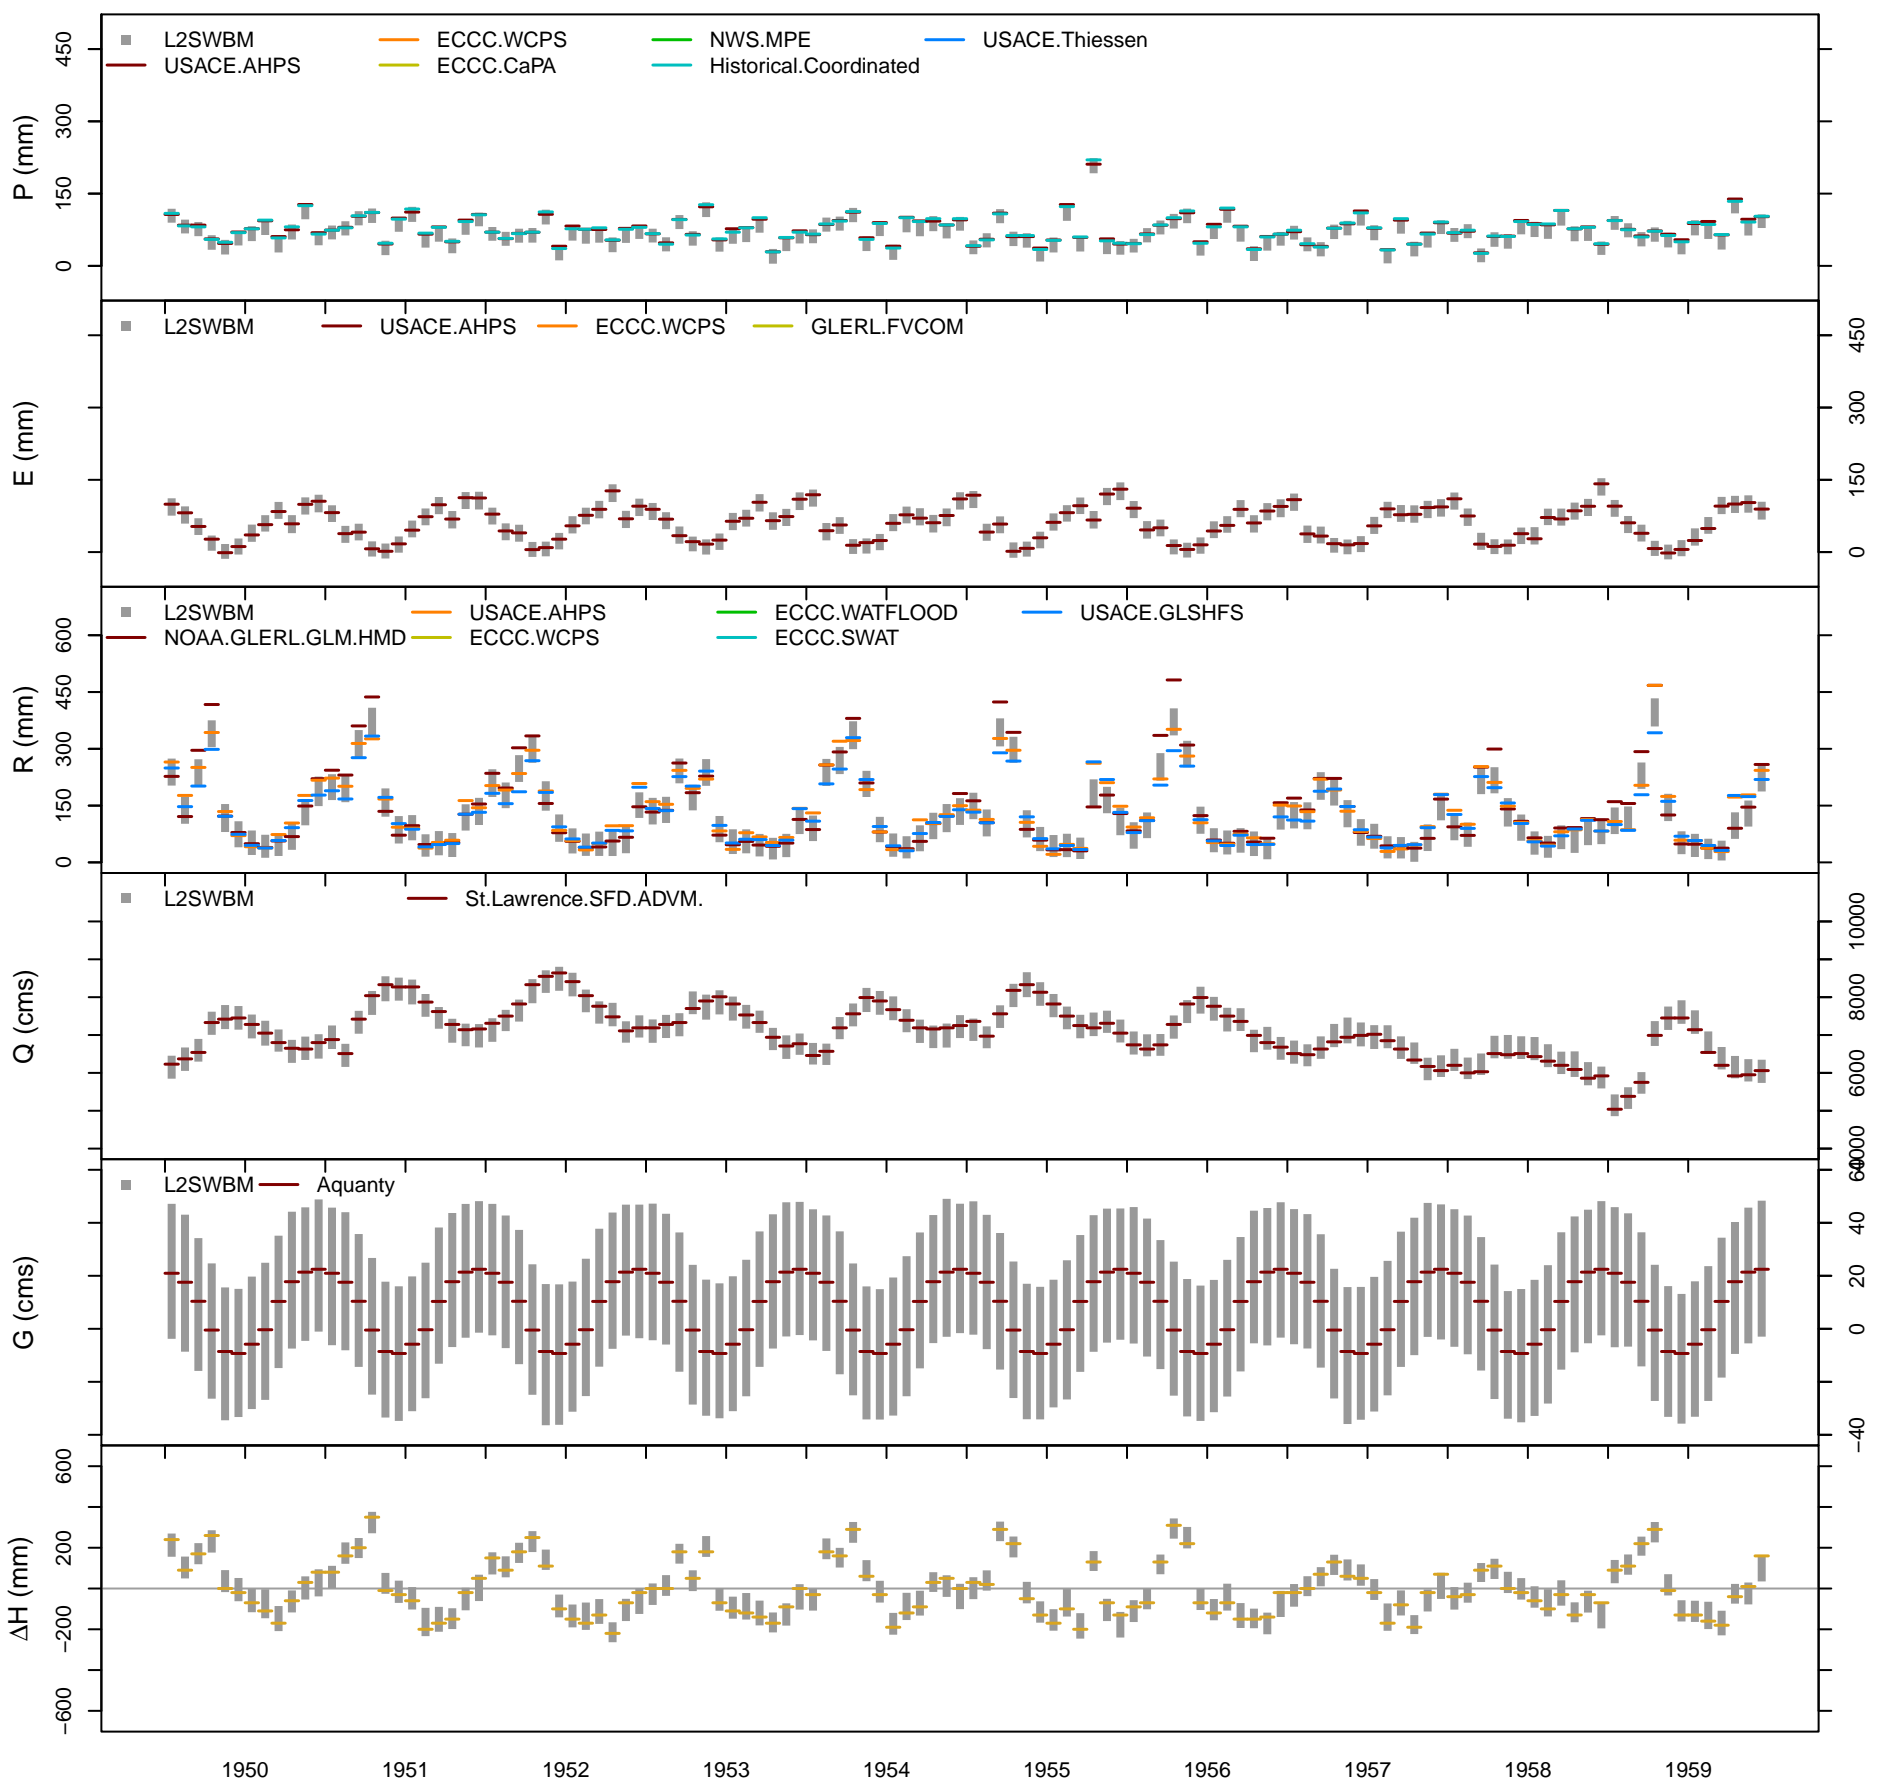 L2SWBM ECCC.WCPS NWS.MPE USACE.Thiessen
USACE.AHPS ECCC.CaPA Historical.Coordinated
P (mm)
0 150 300 450
L2SWBM USACE.AHPS ECCC.WCPS GLERL.FVCOM
E (mm)
0 150 300 450
L2SWBM USACE.AHPS ECCC.WATFLOOD USACE.GLSHFS
NOAA.GLERL.GLM.HMD ECCC.WCPS ECCC.SWAT
R (mm)
0 150 300 450 600
L2SWBM St.Lawrence.SFD.ADVM.
Q (cms)
4000 6000 8000 10000
L2SWBM Aquanty
G (cms)
−40 0 20 40 60
ΔH (mm)
−600 −200 200 600
1950 1951 1952 1953 1954 1955 1956 1957 1958 1959